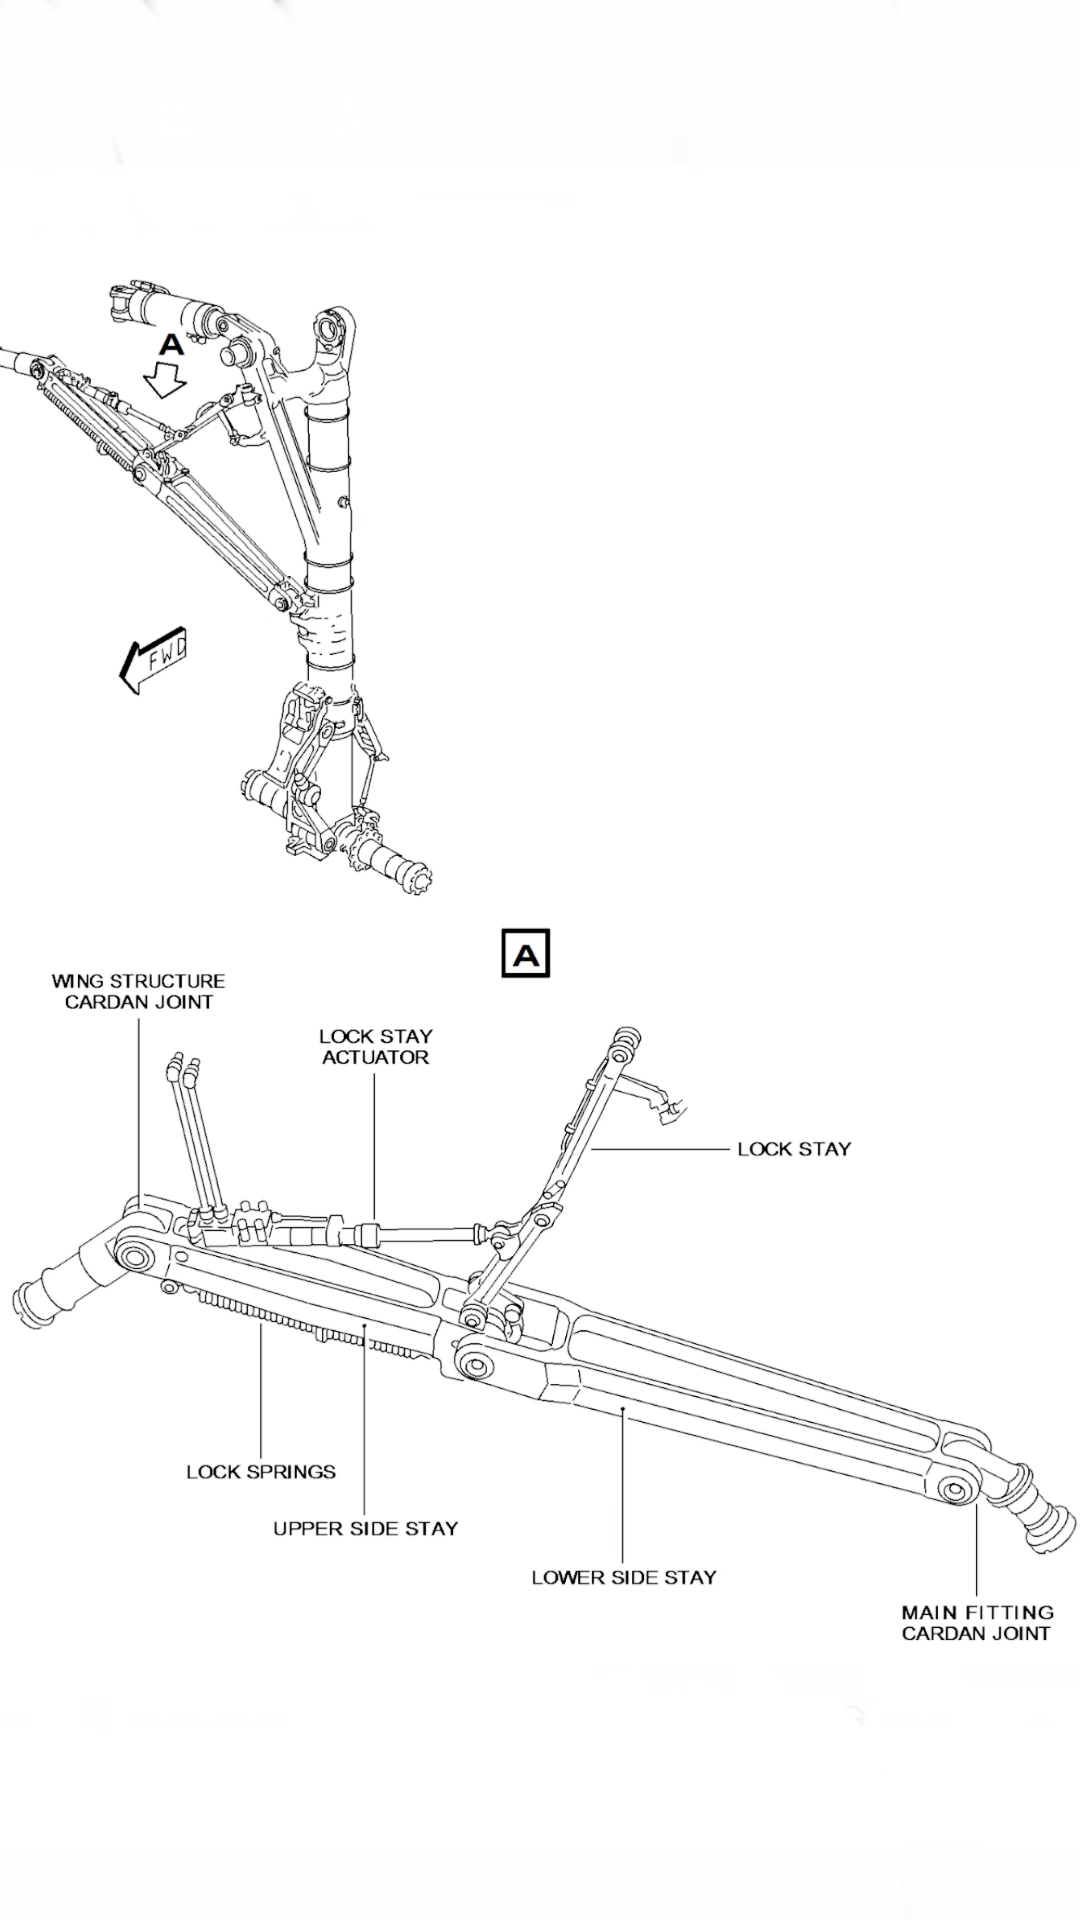 A
FWD
A
WING STRUCTURE
CARDAN JOINT
LOCK STAY
ACTUATOR
LOCK STAY
LOCK SPRINGS
UPPER SIDE STAY
LOWER SIDE STAY
MAIN FITTING
CARDAN JOINT